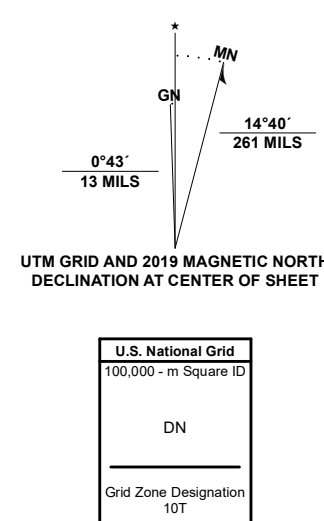 ★
MN
GN
14°40´
261 MILS
0°43´
13 MILS
UTM GRID AND 2019 MAGNETIC NORTH
DECLINATION AT CENTER OF SHEET
U.S. National Grid
100,000 - m Square ID
DN
Grid Zone Designation
10T